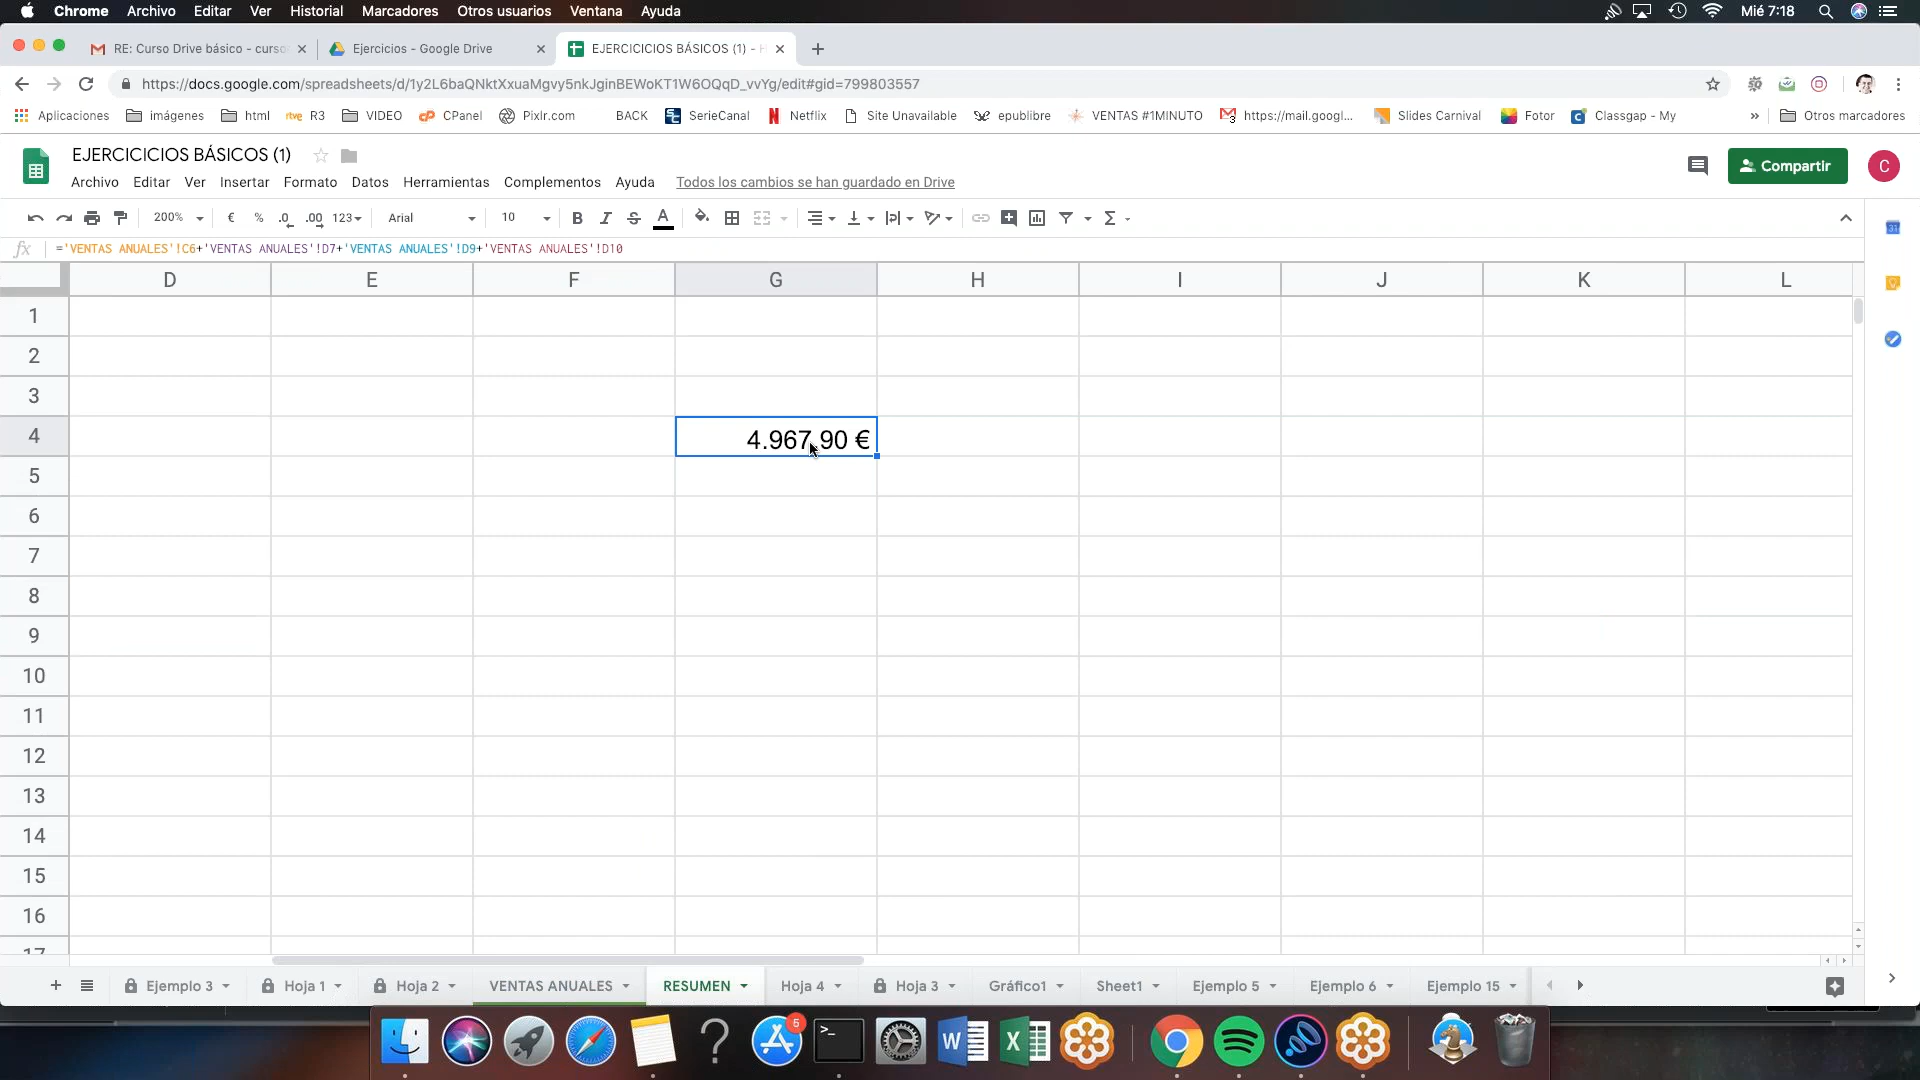 Chrome Archivo Editar Ver Historial Marcadores Otros usuarios Ventana Ayuda Mié 7:18
RE: Curso Drive básico - curso Ejercicios - Google Drive EJERCICICIOS BÁSICOS (1) - H
https://docs.google.com/spreadsheets/d/1y2L6baQNktXxuaMgvy5nkJginBEWoKT1W6OQqD_vvYg/edit#gid=799803557
Aplicaciones imágenes html rtve R3 VIDEO cP CPanel Pixlr.com BACK SerieCanal Netflix Site Unavailable epublibre VENTAS #1MINUTO https://mail.googl... Slides Carnival Fotor Classgap - My » Otros marcadores
EJERCICICIOS BÁSICOS (1)
Compartir C
Archivo Editar Ver Insertar Formato Datos Herramientas Complementos Ayuda Todos los cambios se han guardado en Drive
200% € % .0 .00 123 Arial 10 B I S A Σ
fx ='VENTAS ANUALES'!C6+'VENTAS ANUALES'!D7+'VENTAS ANUALES'!D9+'VENTAS ANUALES'!D10
D E F G H I J K L
1
2
3
4 4.967,90 €
5
6
7
8
9
10
11
12
13
14
15
16
17
Ejemplo 3 Hoja 1 Hoja 2 VENTAS ANUALES RESUMEN Hoja 4 Hoja 3 Gráfico1 Sheet1 Ejemplo 5 Ejemplo 6 Ejemplo 15
5